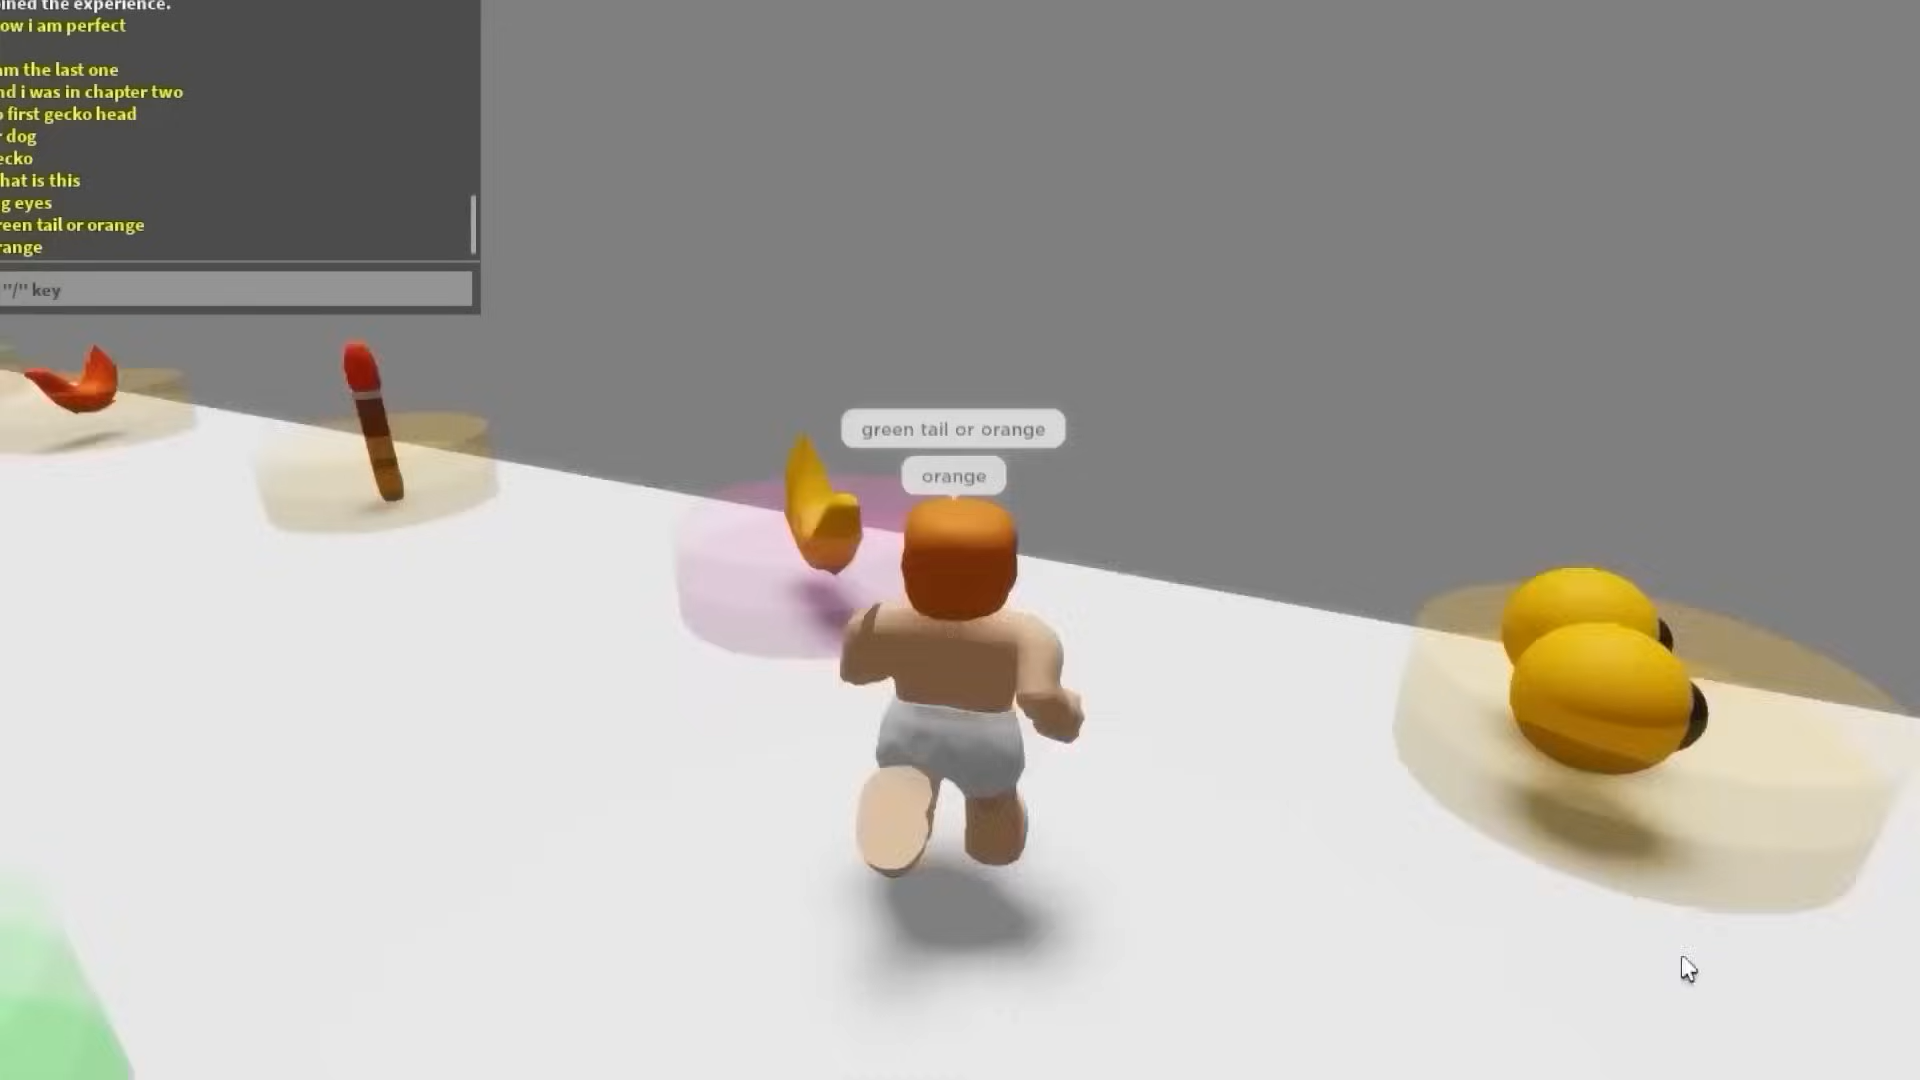 ined the experience.
ow i am perfect
am the last one
nd i was in chapter two
o first gecko head
r dog
ecko
hat is this
g eyes
reen tail or orange
range
"/" key
green tail or orange
orange